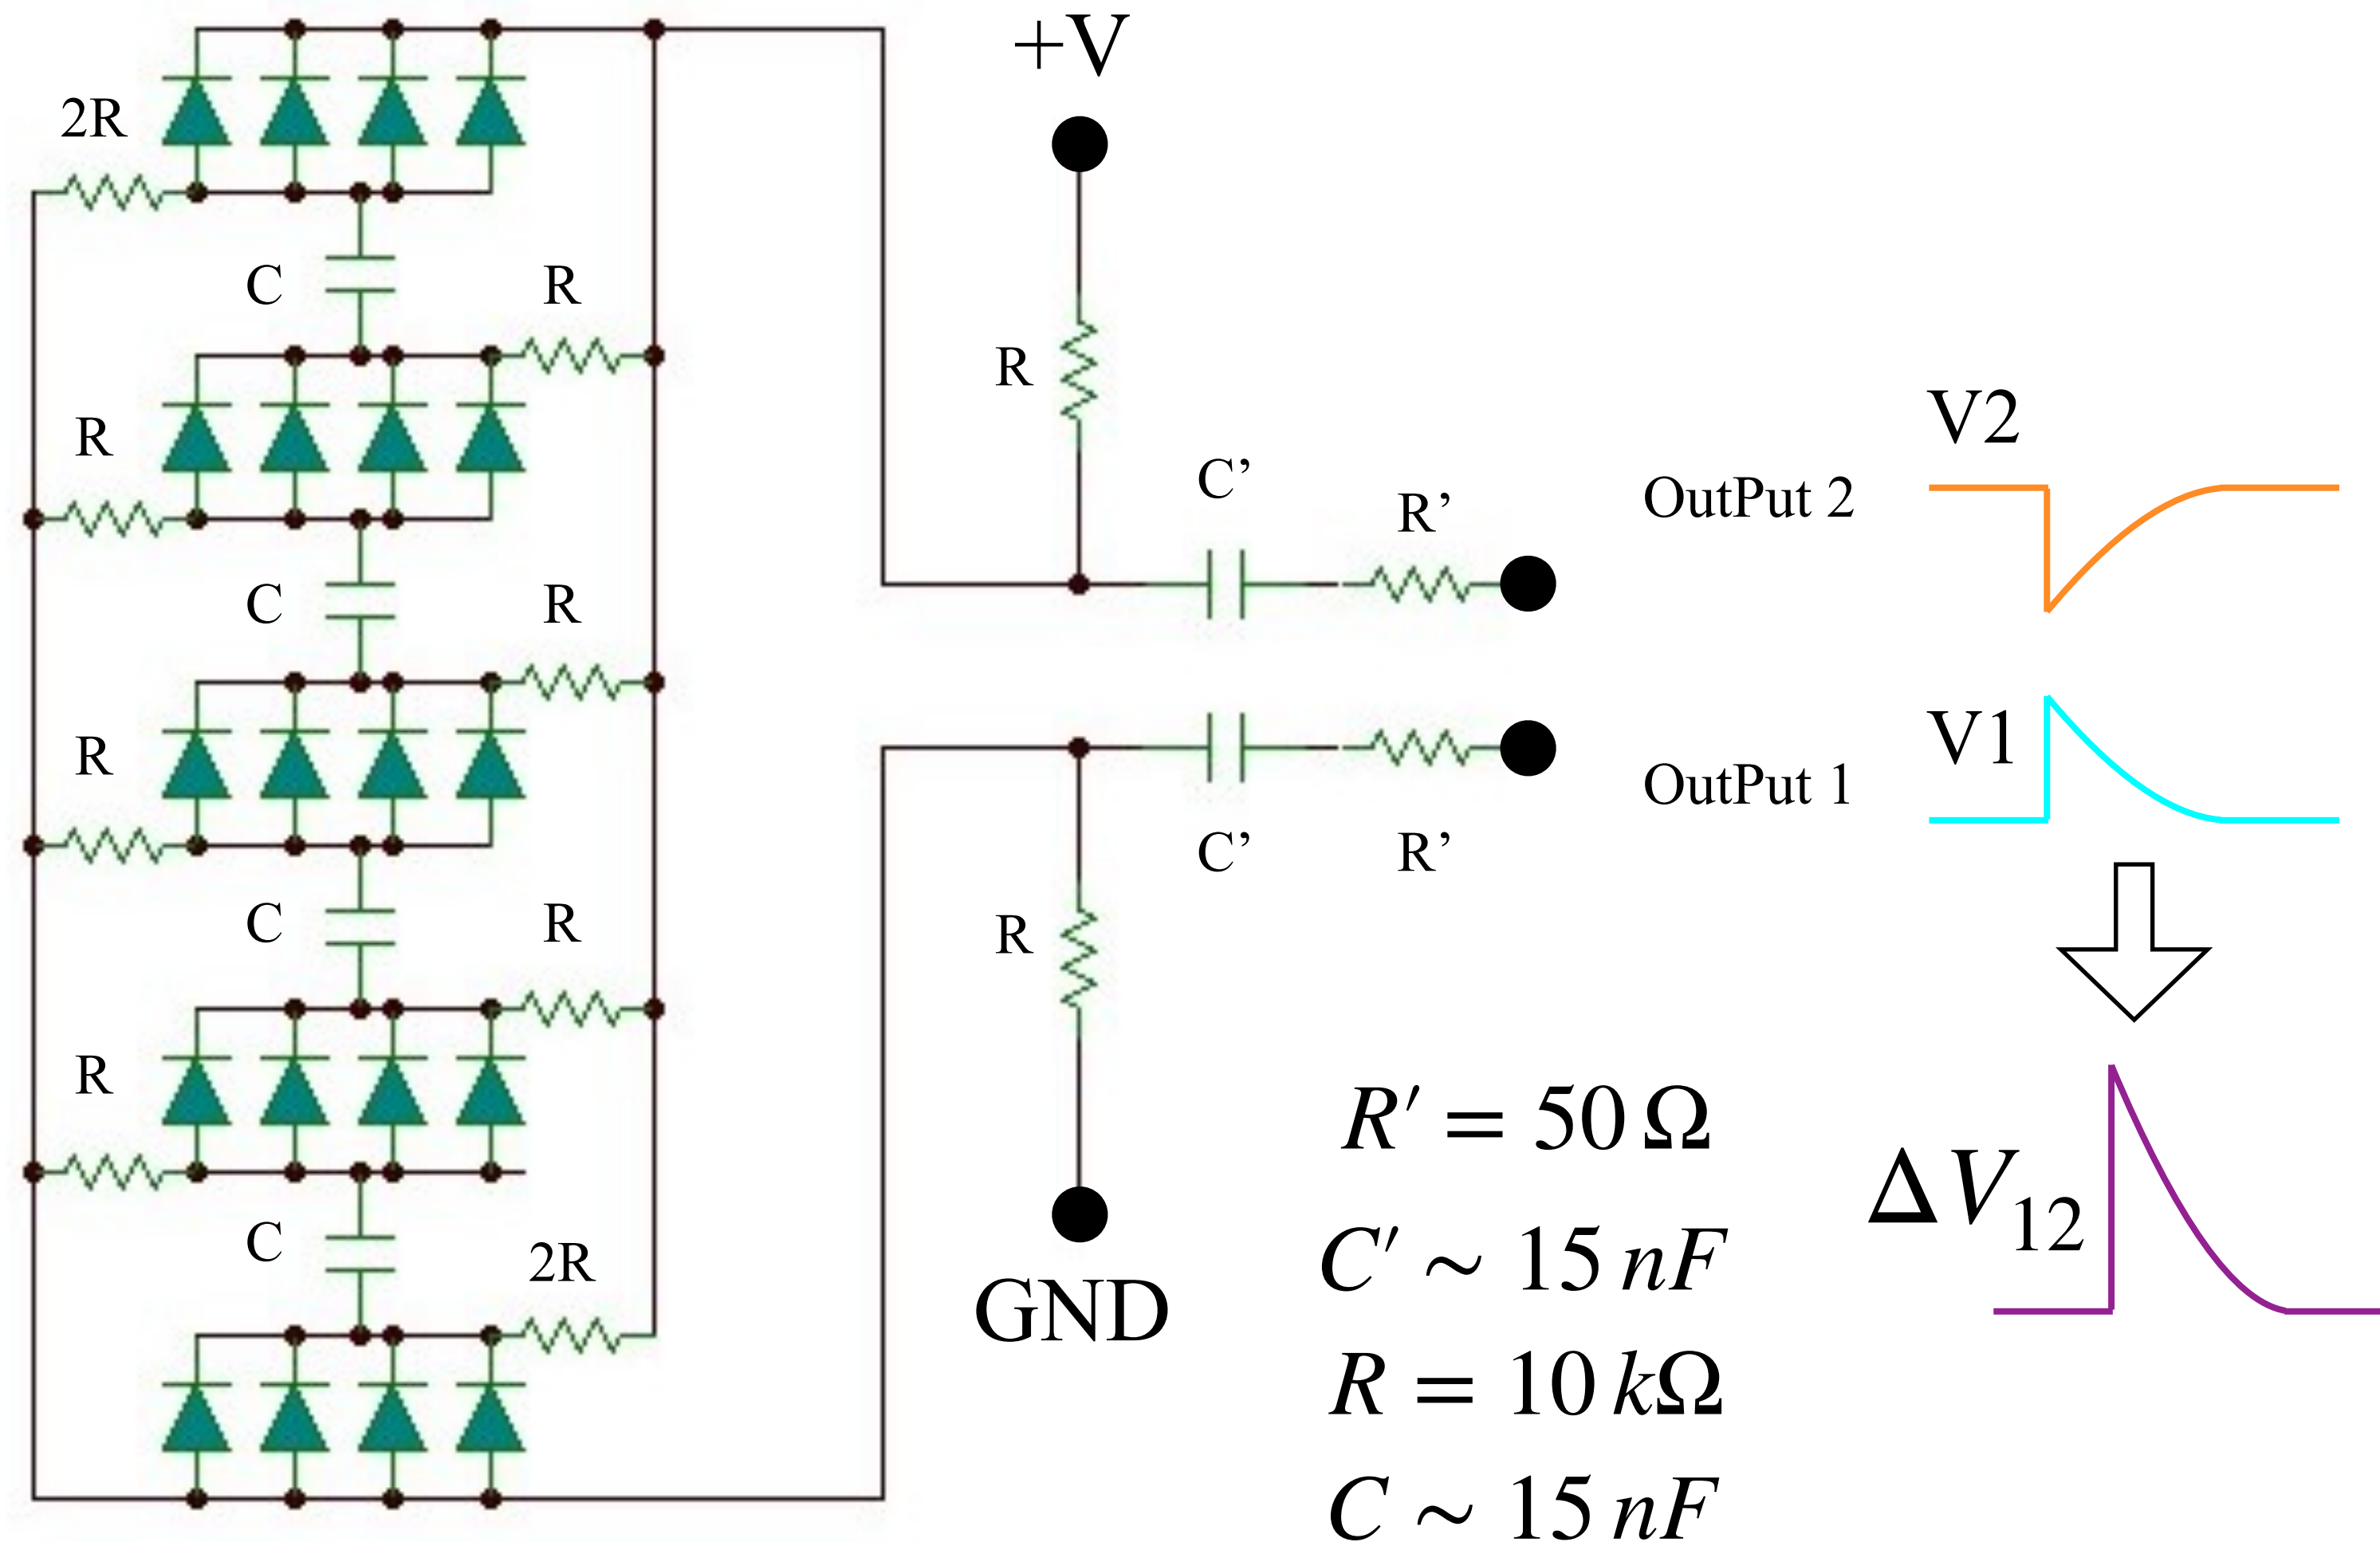 +V
2R
C
R
R
R
C'
R'
V2
OutPut 2
C
R
V1
OutPut 1
R
C'
R'
C
R
R
R
R' = 50 Ω
ΔV12
C' ~ 15 nF
C
2R
GND
R = 10 kΩ
C ~ 15 nF